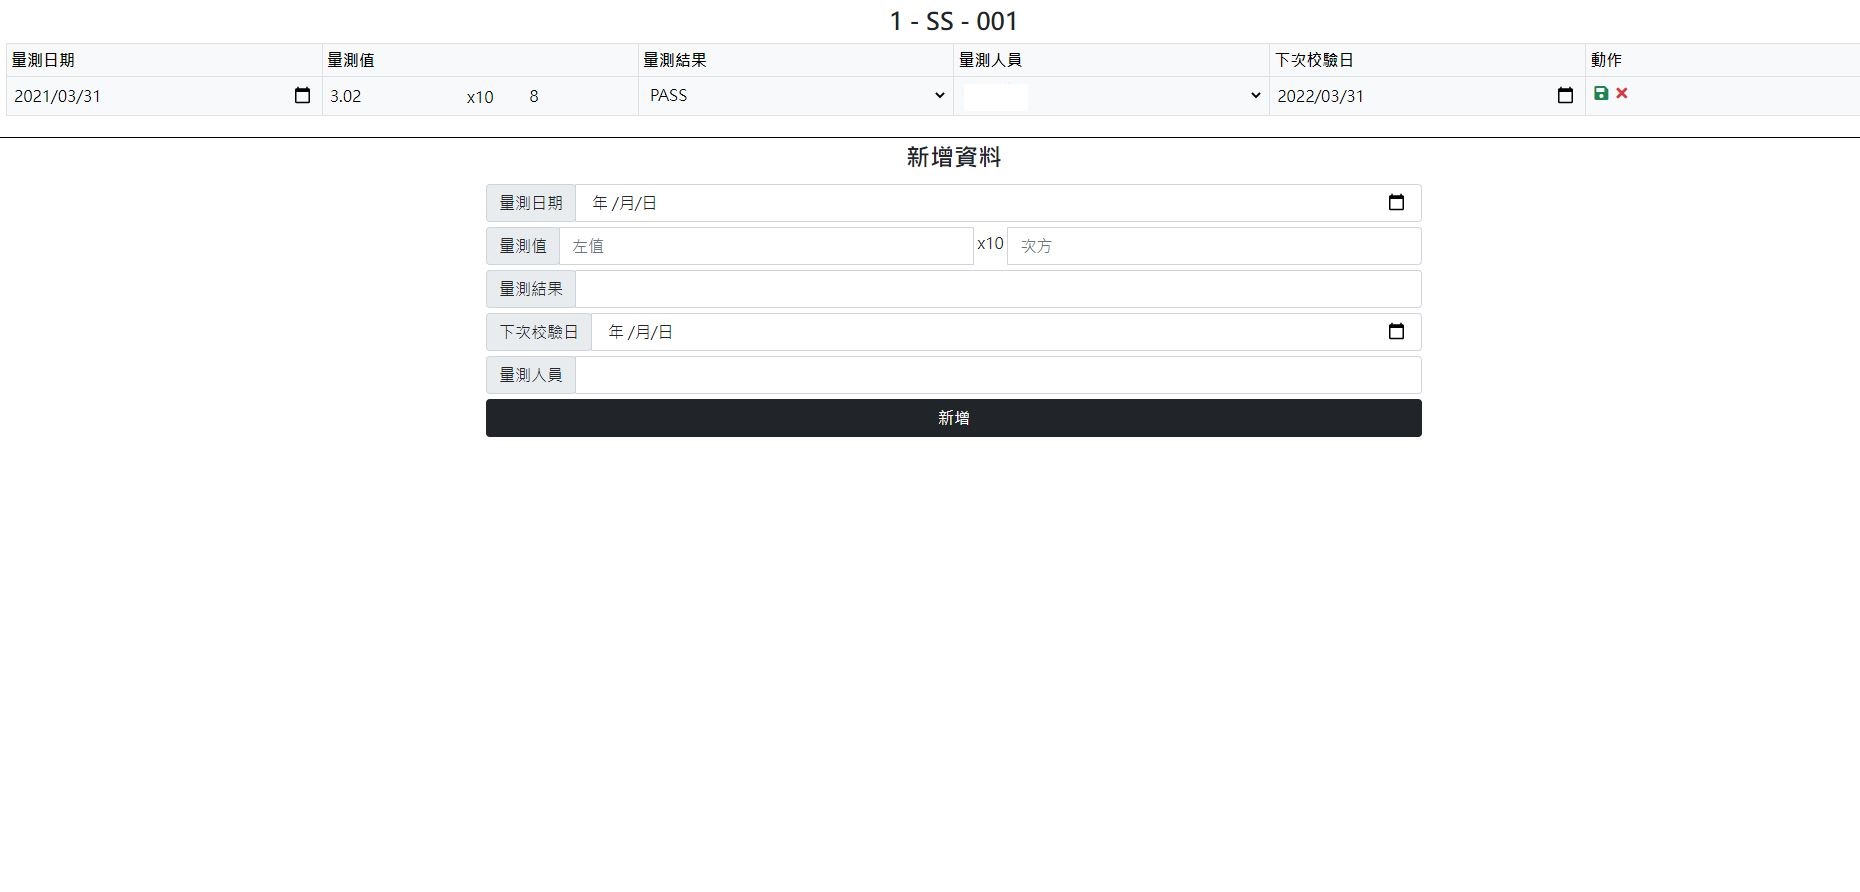 1 - SS - 001
量測日期 量測值 量測結果 量測人員 下次校驗日 動作
2021/03/31 3.02 x10 8 PASS 2022/03/31
新增資料
量測日期 年 /月/日
量測值 左值 x10 次方
量測結果
下次校驗日 年 /月/日
量測人員
新增